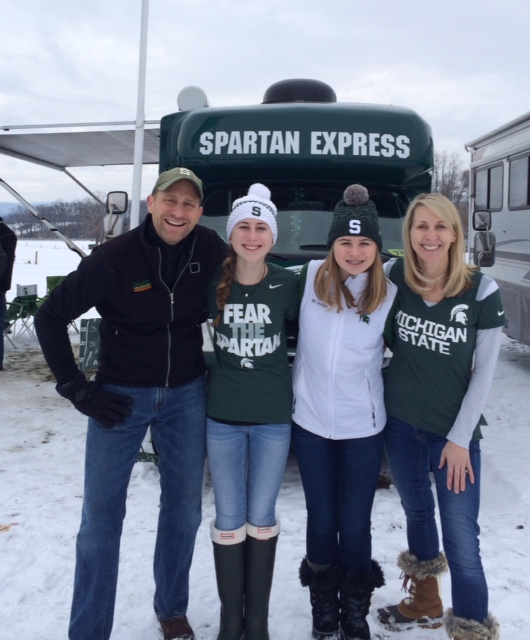 SPARTAN EXPRESS
S
S
S
FEAR
THE
SPARTAN
MICHIGAN
STATE